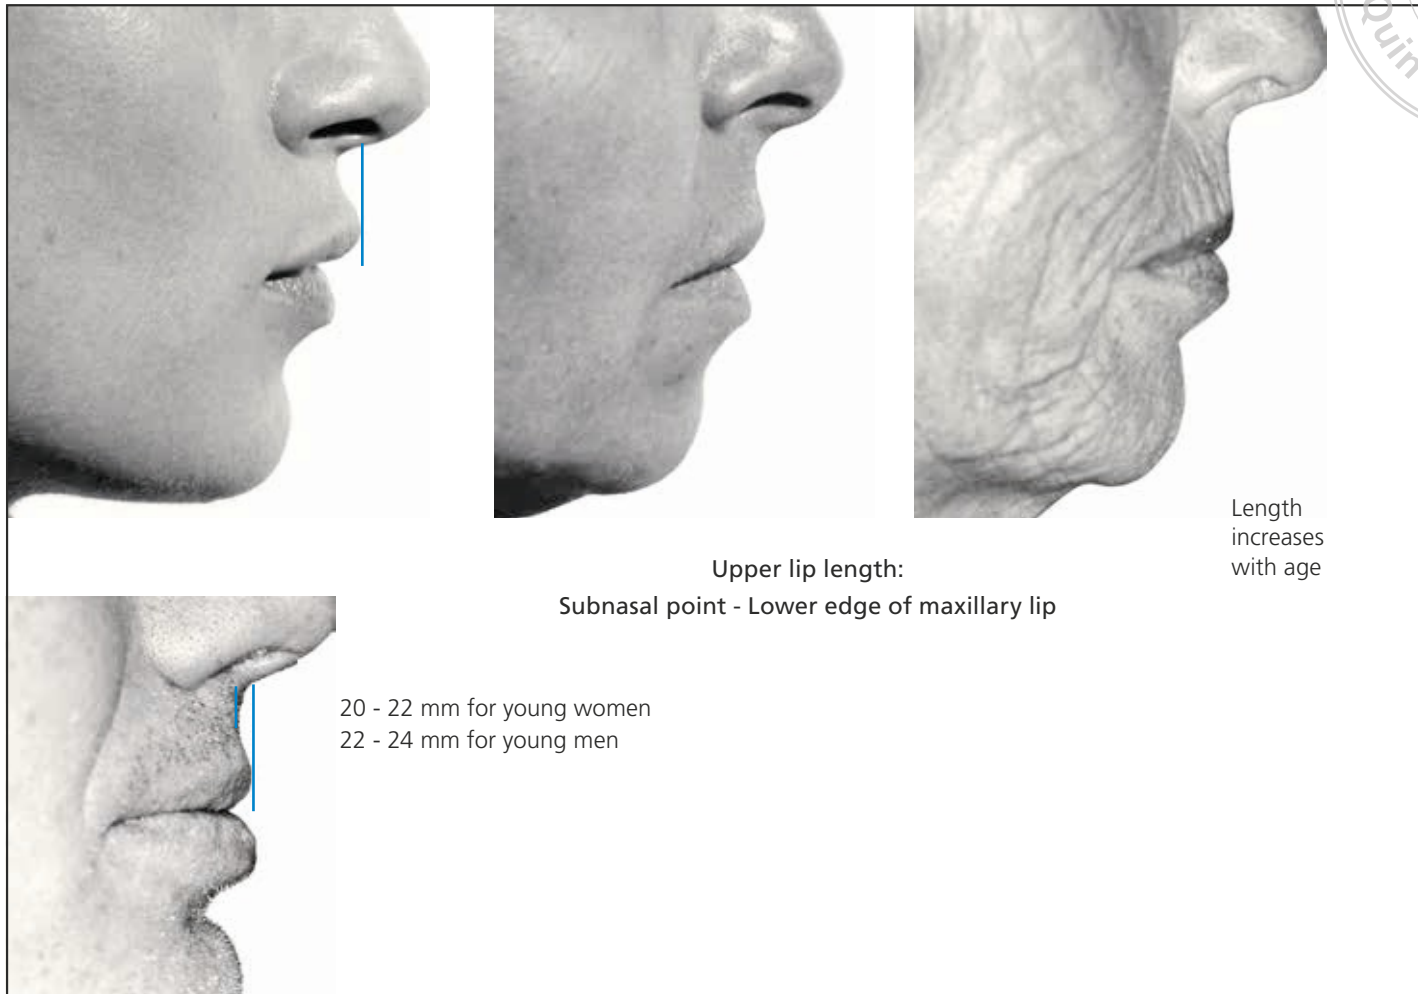 Length
increases
with age
Upper lip length:
Subnasal point - Lower edge of maxillary lip
20 - 22 mm for young women
22 - 24 mm for young men